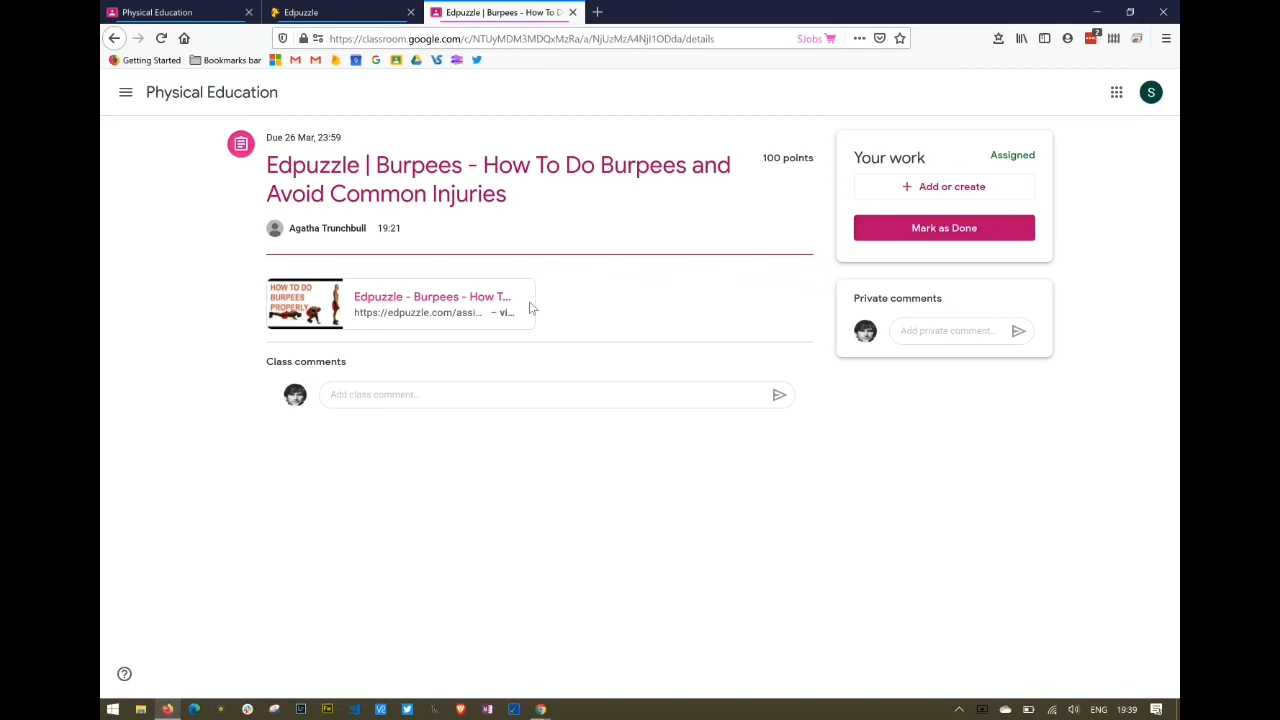 Physical Education
Edpuzzle
Edpuzzle | Burpees - How To D
https://classroom.google.com/c/NTUyMDM3MDQxMzRa/a/NjUzMzA4NjI1ODda/details
SJobs
Getting Started
Bookmarks bar
2
Physical Education
S
Due 26 Mar, 23:59
Edpuzzle | Burpees - How To Do Burpees and
Avoid Common Injuries
100 points
Agatha Trunchbull 19:21
HOW TO DO
BURPEES
PROPERLY
Edpuzzle - Burpees - How T...
https://edpuzzle.com/assi... – vi...
Class comments
Add class comment...
Your work
Assigned
+ Add or create
Mark as Done
Private comments
Add private comment...
ENG
19:39